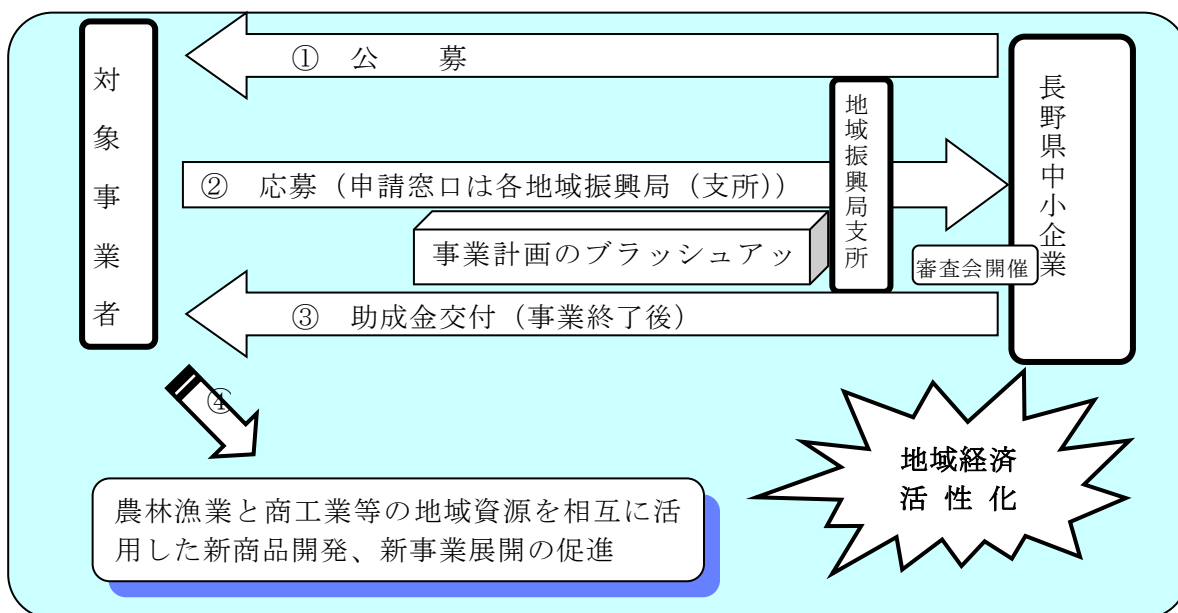 対象事業者
① 公 募
長野県中小企業
地域振興局支所
② 応募（申請窓口は各地域振興局（支所））
事業計画のブラッシュアッ
審査会開催
③ 助成金交付（事業終了後）
④
地域経済
活 性 化
農林漁業と商工業等の地域資源を相互に活
用した新商品開発、新事業展開の促進